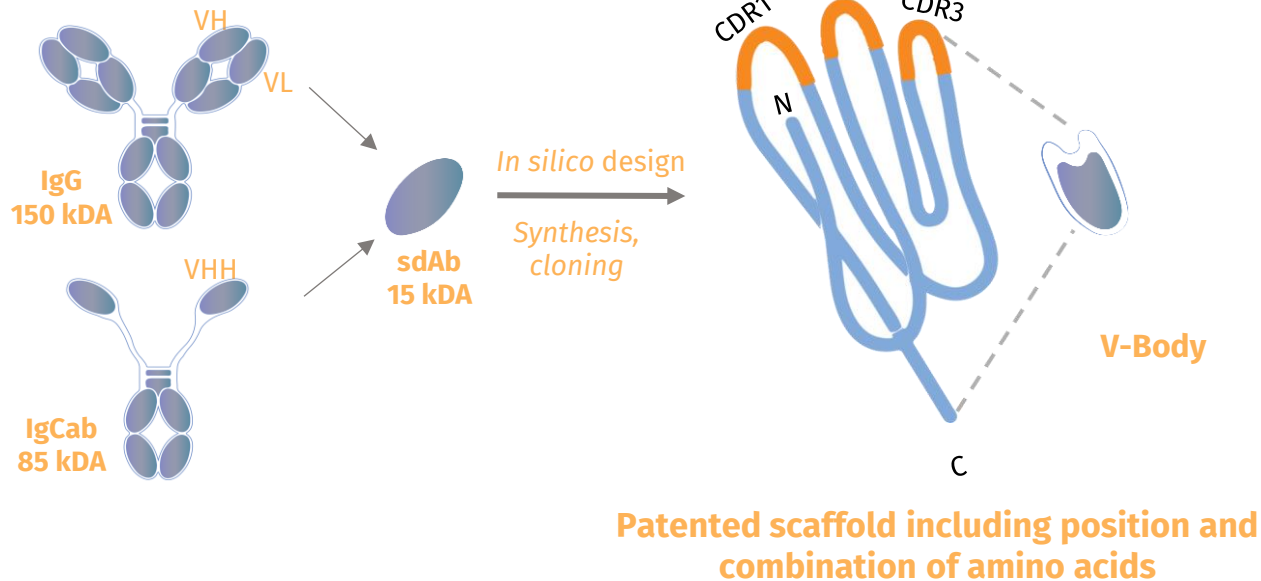 VH
VL
IgG
150 kDA
VHH
IgCab
85 kDA
sdAb
15 kDA
In silico design
Synthesis,
cloning
CDR1
CDR3
N
C
V-Body
Patented scaffold including position and
combination of amino acids